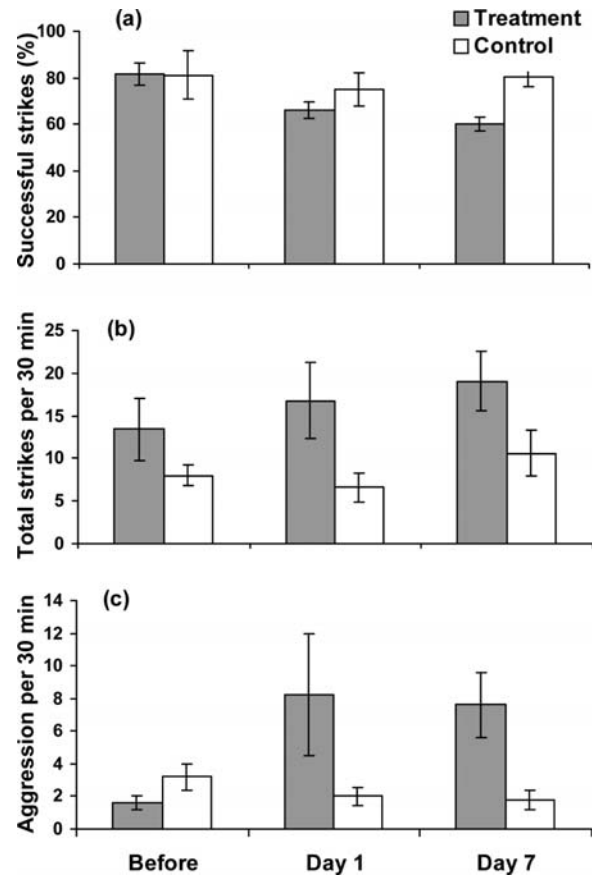 (a)
Treatment
Control
Successful strikes (%)
100
80
60
40
20
0
(b)
Total strikes per 30 min
25
20
15
10
5
0
(c)
Aggression per 30 min
14
12
10
8
6
4
2
0
Before Day 1 Day 7